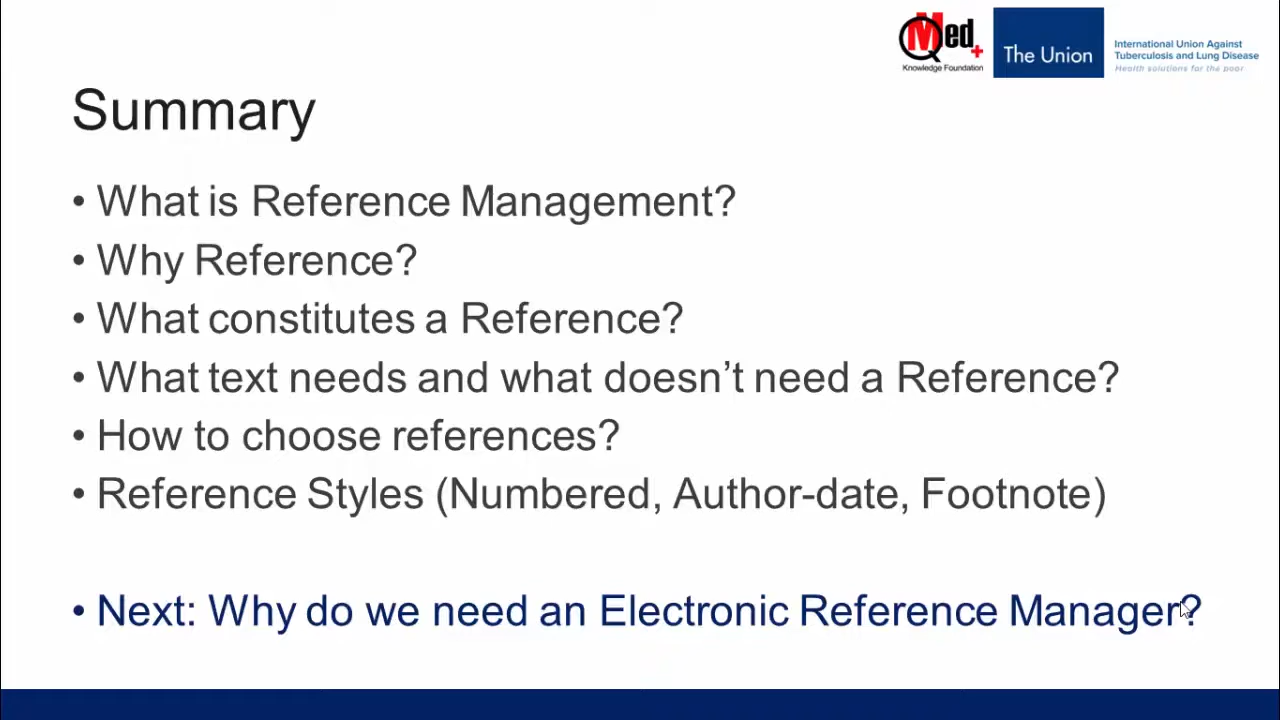 QMed+
Knowledge Foundation
The Union
International Union Against
Tuberculosis and Lung Disease
Health solutions for the poor
Summary
• What is Reference Management?
• Why Reference?
• What constitutes a Reference?
• What text needs and what doesn’t need a Reference?
• How to choose references?
• Reference Styles (Numbered, Author-date, Footnote)
• Next: Why do we need an Electronic Reference Manager?